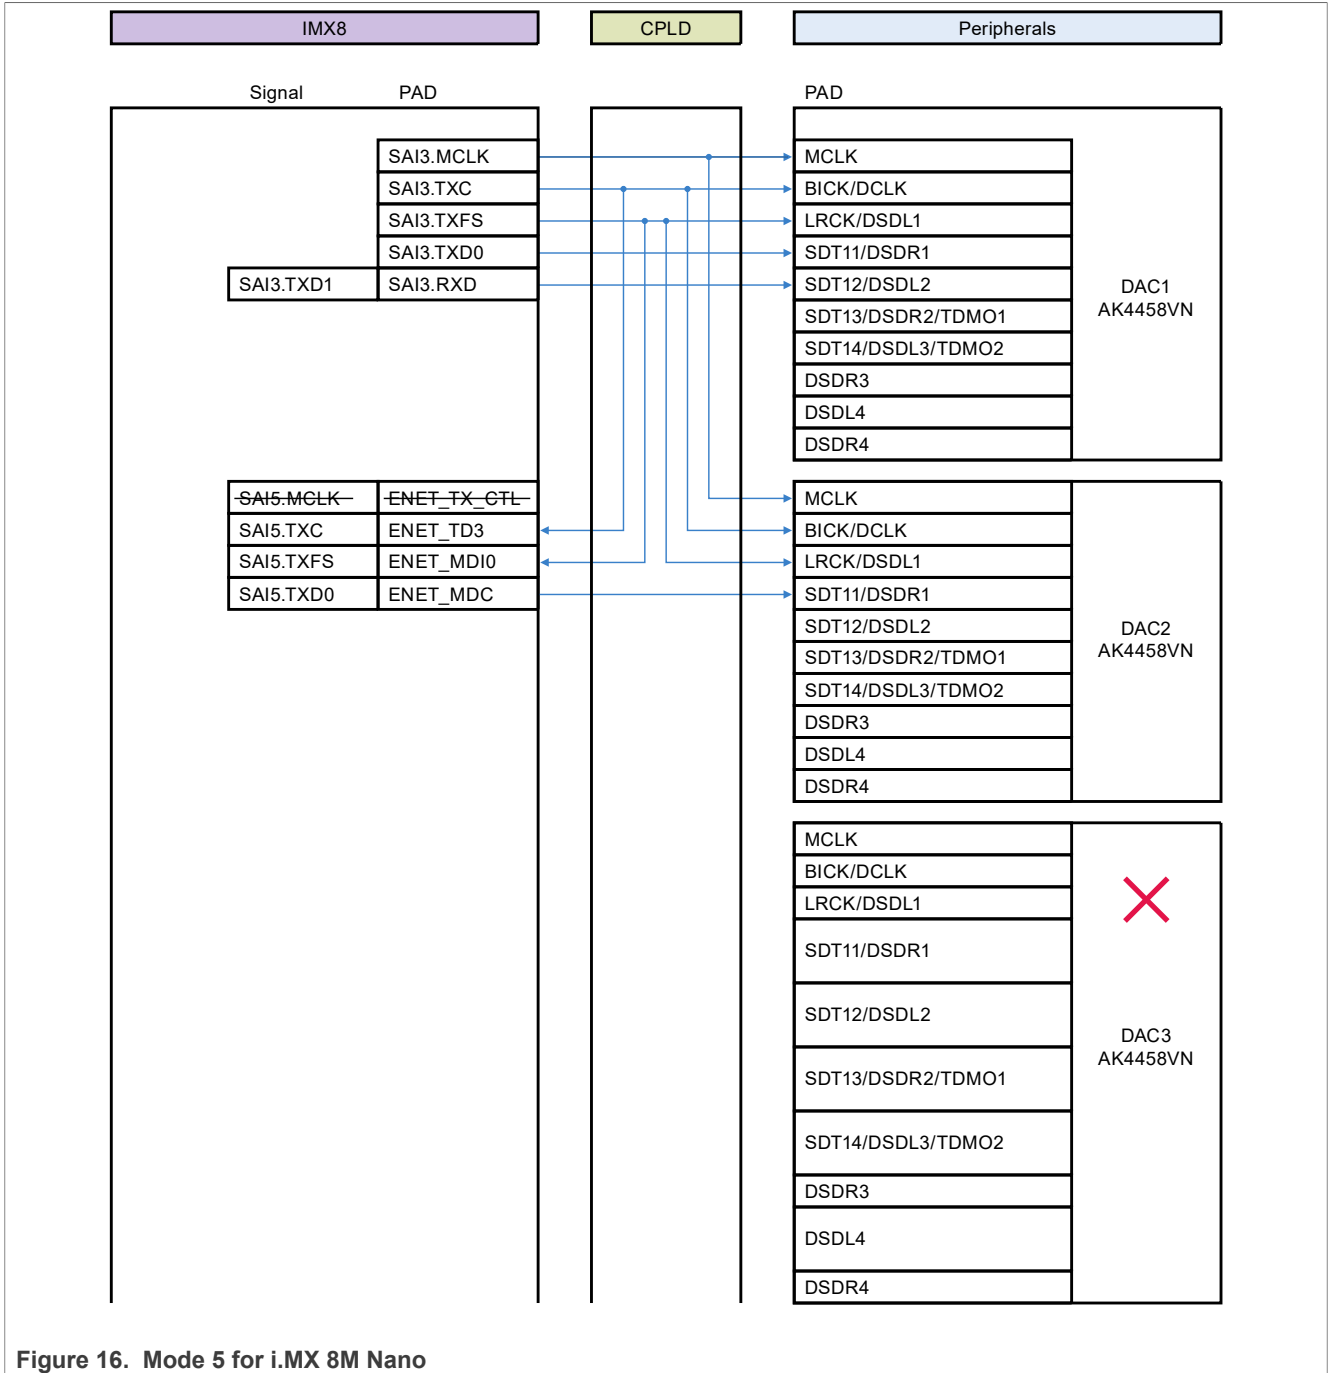 IMX8 CPLD Peripherals
Signal PAD PAD
SAI3.MCLK MCLK
SAI3.TXC BICK/DCLK
SAI3.TXFS LRCK/DSDL1
SAI3.TXD0 SDT11/DSDR1
SAI3.TXD1 SAI3.RXD SDT12/DSDL2
DAC1
AK4458VN
SDT13/DSDR2/TDMO1
SDT14/DSDL3/TDMO2
DSDR3
DSDL4
DSDR4
SAI5.MCLK ENET_TX_CTL MCLK
SAI5.TXC ENET_TD3 BICK/DCLK
SAI5.TXFS ENET_MDI0 LRCK/DSDL1
SAI5.TXD0 ENET_MDC SDT11/DSDR1
SDT12/DSDL2
DAC2
AK4458VN
SDT13/DSDR2/TDMO1
SDT14/DSDL3/TDMO2
DSDR3
DSDL4
DSDR4
MCLK
BICK/DCLK
LRCK/DSDL1
SDT11/DSDR1
SDT12/DSDL2
DAC3
AK4458VN
SDT13/DSDR2/TDMO1
SDT14/DSDL3/TDMO2
DSDR3
DSDL4
DSDR4
Figure 16. Mode 5 for i.MX 8M Nano